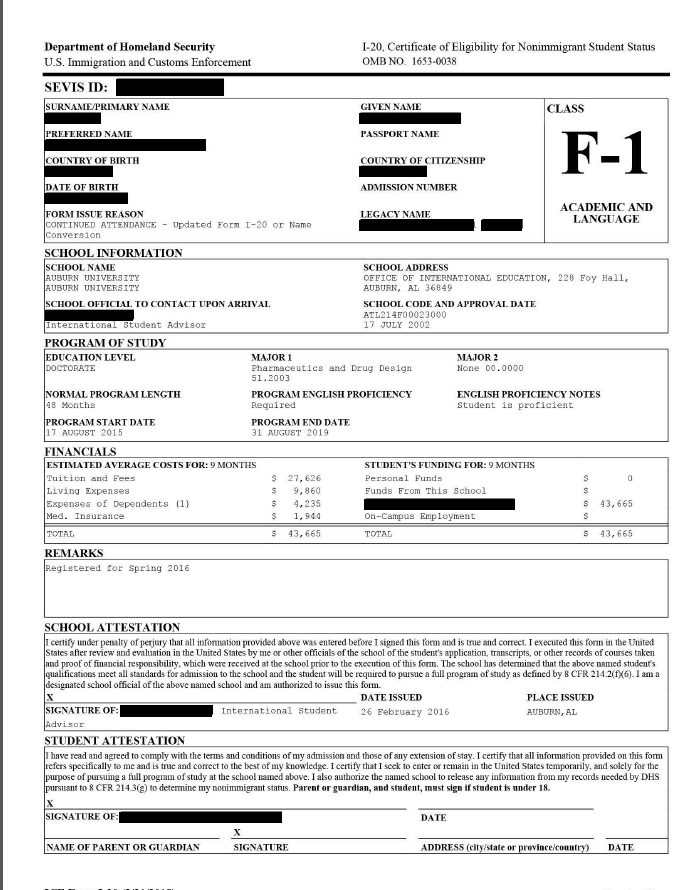 Department of Homeland Security
U.S. Immigration and Customs Enforcement
I-20, Certificate of Eligibility for Nonimmigrant Student Status
OMB NO. 1653-0038
SEVIS ID:
SURNAME/PRIMARY NAME
GIVEN NAME
CLASS
PREFERRED NAME
PASSPORT NAME
F-1
COUNTRY OF BIRTH
COUNTRY OF CITIZENSHIP
DATE OF BIRTH
ADMISSION NUMBER
ACADEMIC AND
LANGUAGE
FORM ISSUE REASON
CONTINUED ATTENDANCE - Updated Form I-20 or Name
Conversion
LEGACY NAME
SCHOOL INFORMATION
SCHOOL NAME
AUBURN UNIVERSITY
AUBURN UNIVERSITY
SCHOOL ADDRESS
OFFICE OF INTERNATIONAL EDUCATION, 228 Foy Hall,
AUBURN, AL 36849
SCHOOL OFFICIAL TO CONTACT UPON ARRIVAL
International Student Advisor
SCHOOL CODE AND APPROVAL DATE
ATL214F00023000
17 JULY 2002
PROGRAM OF STUDY
EDUCATION LEVEL
DOCTORATE
MAJOR 1
Pharmaceutics and Drug Design
51.2003
MAJOR 2
None 00.0000
NORMAL PROGRAM LENGTH
48 Months
PROGRAM ENGLISH PROFICIENCY
Required
ENGLISH PROFICIENCY NOTES
Student is proficient
PROGRAM START DATE
17 AUGUST 2015
PROGRAM END DATE
31 AUGUST 2019
FINANCIALS
ESTIMATED AVERAGE COSTS FOR: 9 MONTHS
Tuition and Fees $ 27,626
Living Expenses $ 9,860
Expenses of Dependents (1) $ 4,235
Med. Insurance $ 1,944
TOTAL $ 43,665
STUDENT'S FUNDING FOR: 9 MONTHS
Personal Funds $ 0
Funds From This School $
$ 43,665
On-Campus Employment $
TOTAL $ 43,665
REMARKS
Registered for Spring 2016
SCHOOL ATTESTATION
I certify under penalty of perjury that all information provided above was entered before I signed this form and is true and correct. I executed this form in the United
States after review and evaluation in the United States by me or other officials of the school of the student's application, transcripts, or other records of courses taken
and proof of financial responsibility, which were received at the school prior to the execution of this form. The school has determined that the above named student's
qualifications meet all standards for admission to the school and the student will be required to pursue a full program of study as defined by 8 CFR 214.2(f)(6). I am a
designated school official of the above named school and am authorized to issue this form.
X
SIGNATURE OF: International Student
Advisor
DATE ISSUED
26 February 2016
PLACE ISSUED
AUBURN,AL
STUDENT ATTESTATION
I have read and agreed to comply with the terms and conditions of my admission and those of any extension of stay. I certify that all information provided on this form
refers specifically to me and is true and correct to the best of my knowledge. I certify that I seek to enter or remain in the United States temporarily, and solely for the
purpose of pursuing a full program of study at the school named above. I also authorize the named school to release any information from my records needed by DHS
pursuant to 8 CFR 214.3(g) to determine my nonimmigrant status. Parent or guardian, and student, must sign if student is under 18.
X
SIGNATURE OF:
DATE
X
NAME OF PARENT OR GUARDIAN
SIGNATURE
ADDRESS (city/state or province/country)
DATE